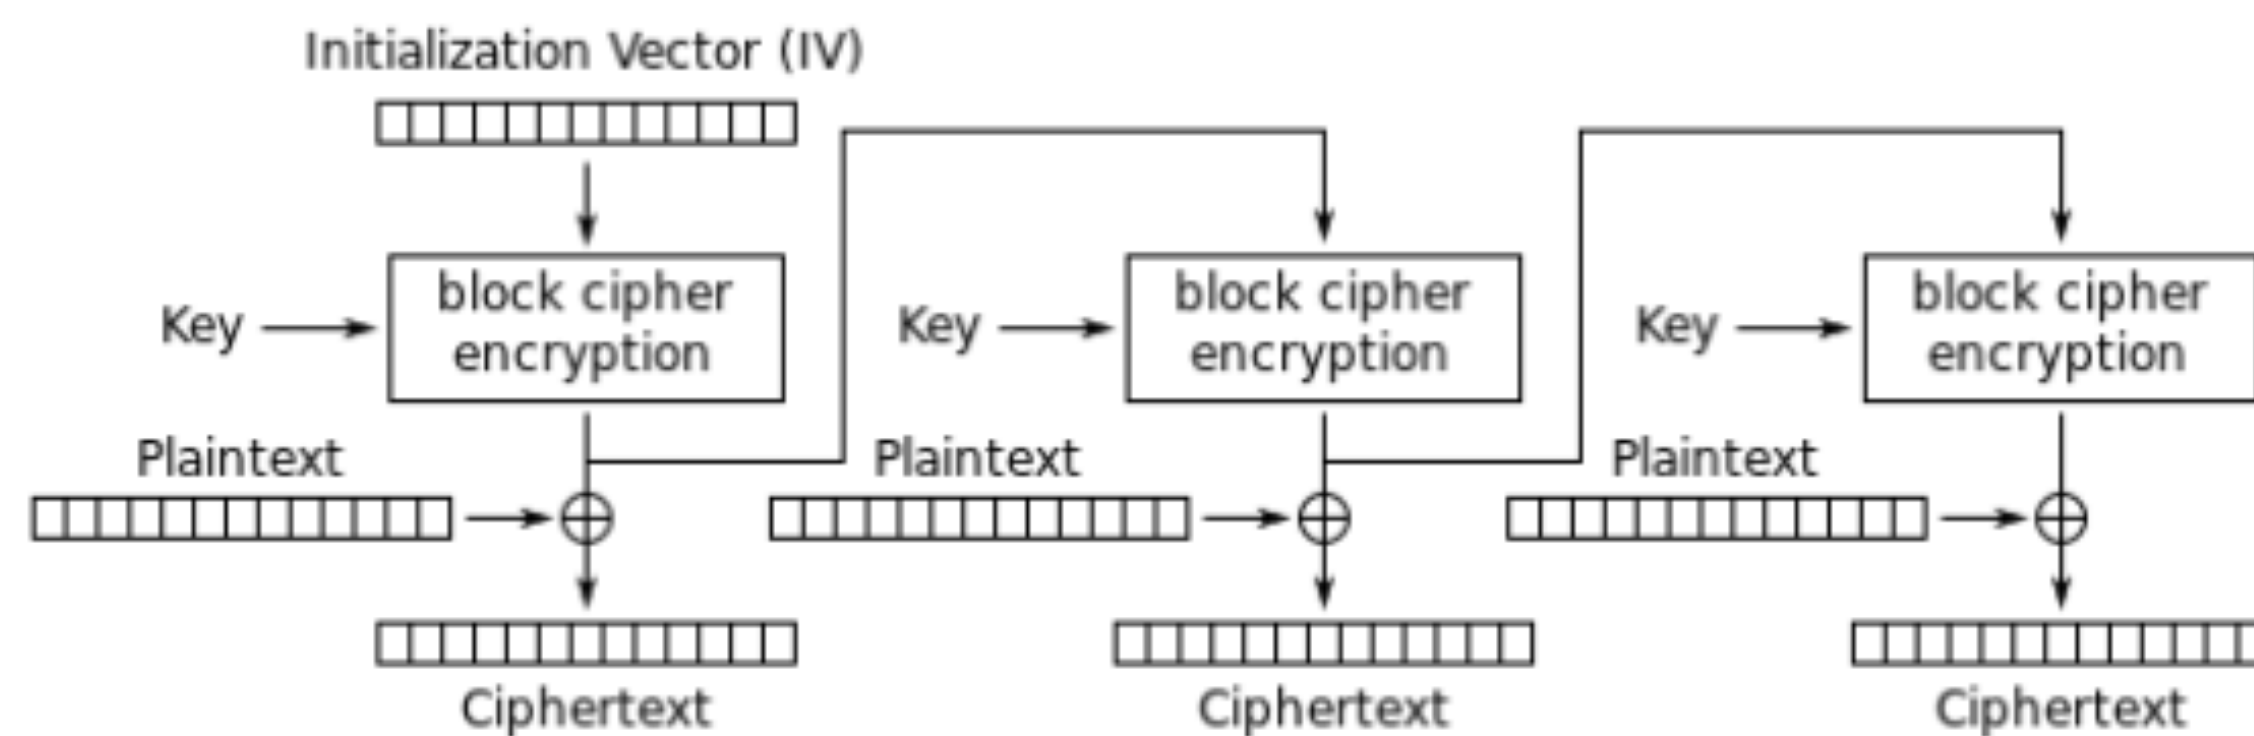 Initialization Vector (IV)
block cipher
encryption
Key
block cipher
encryption
Key
block cipher
encryption
Key
Plaintext
Plaintext
Plaintext
Ciphertext
Ciphertext
Ciphertext